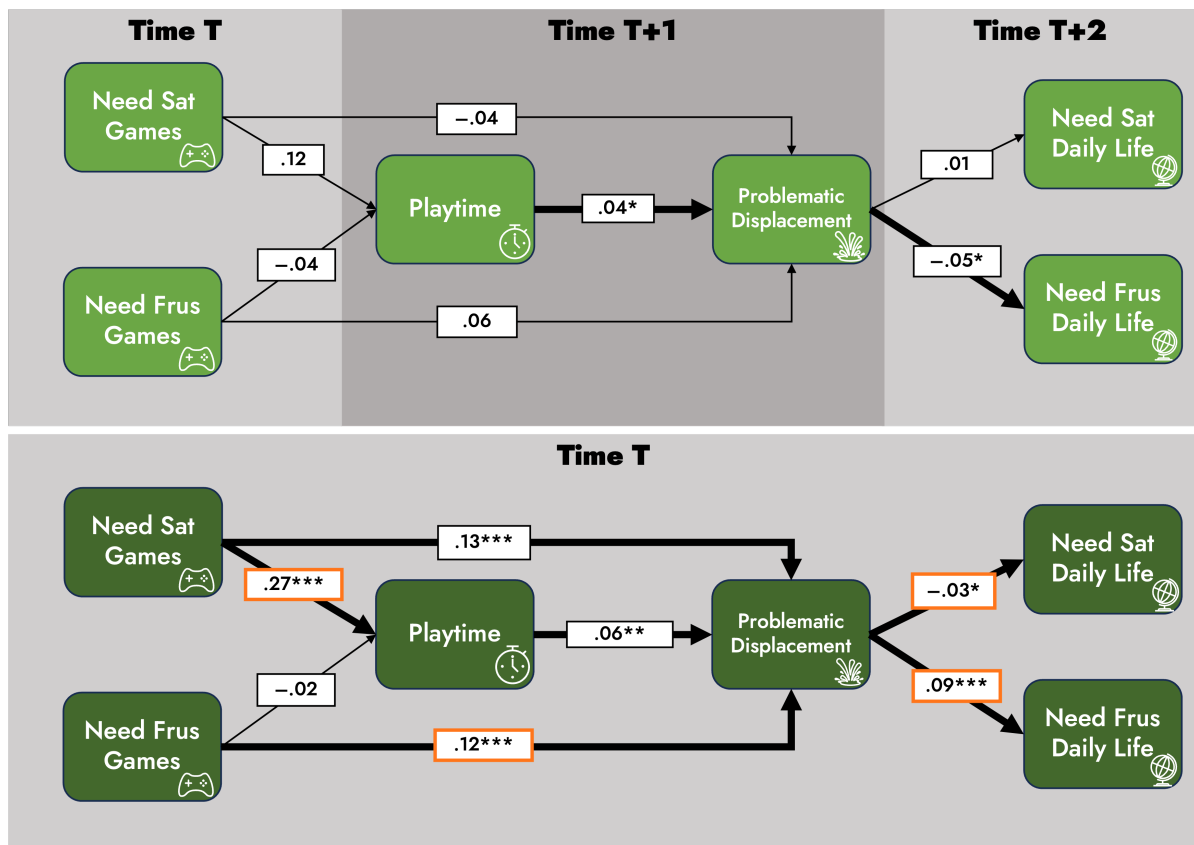 Time T
Time T+1
Time T+2
Need Sat
Games
–.04
.12
Playtime
.04*
Problematic
Displacement
.01
Need Sat
Daily Life
–.04
–.05*
Need Frus
Games
.06
Need Frus
Daily Life
Time T
Need Sat
Games
.13***
.27***
Playtime
.06**
Problematic
Displacement
–.03*
Need Sat
Daily Life
–.02
.09***
Need Frus
Games
.12***
Need Frus
Daily Life